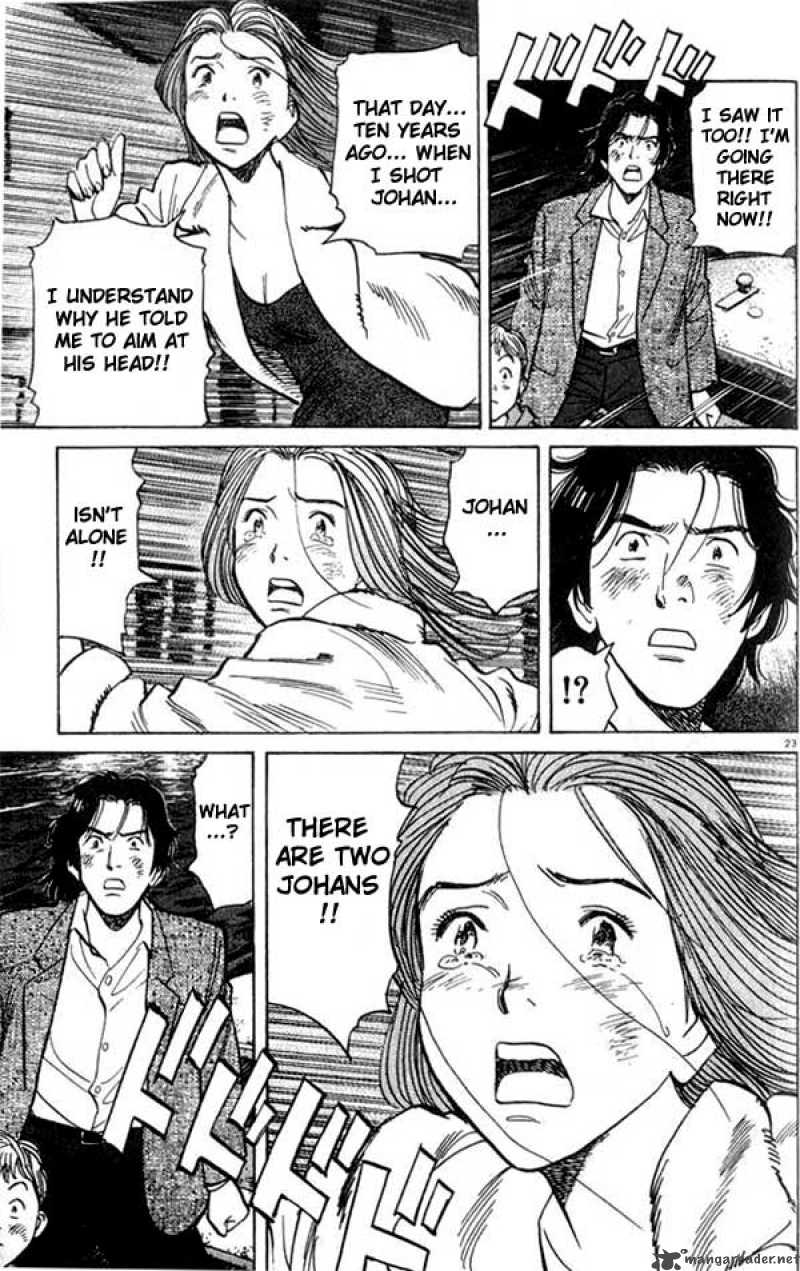 ドドドド
I SAW IT
TOO!! I'M
GOING
THERE
RIGHT
NOW!!
THAT DAY...
TEN YEARS
AGO... WHEN
I SHOT
JOHAN...
I UNDERSTAND
WHY HE TOLD
ME TO AIM AT
HIS HEAD!!
!?
JOHAN
...
ISN'T
ALONE
!!
23
THERE
ARE TWO
JOHANS
!!
WHAT
...?
ドドドド
mangareader.net